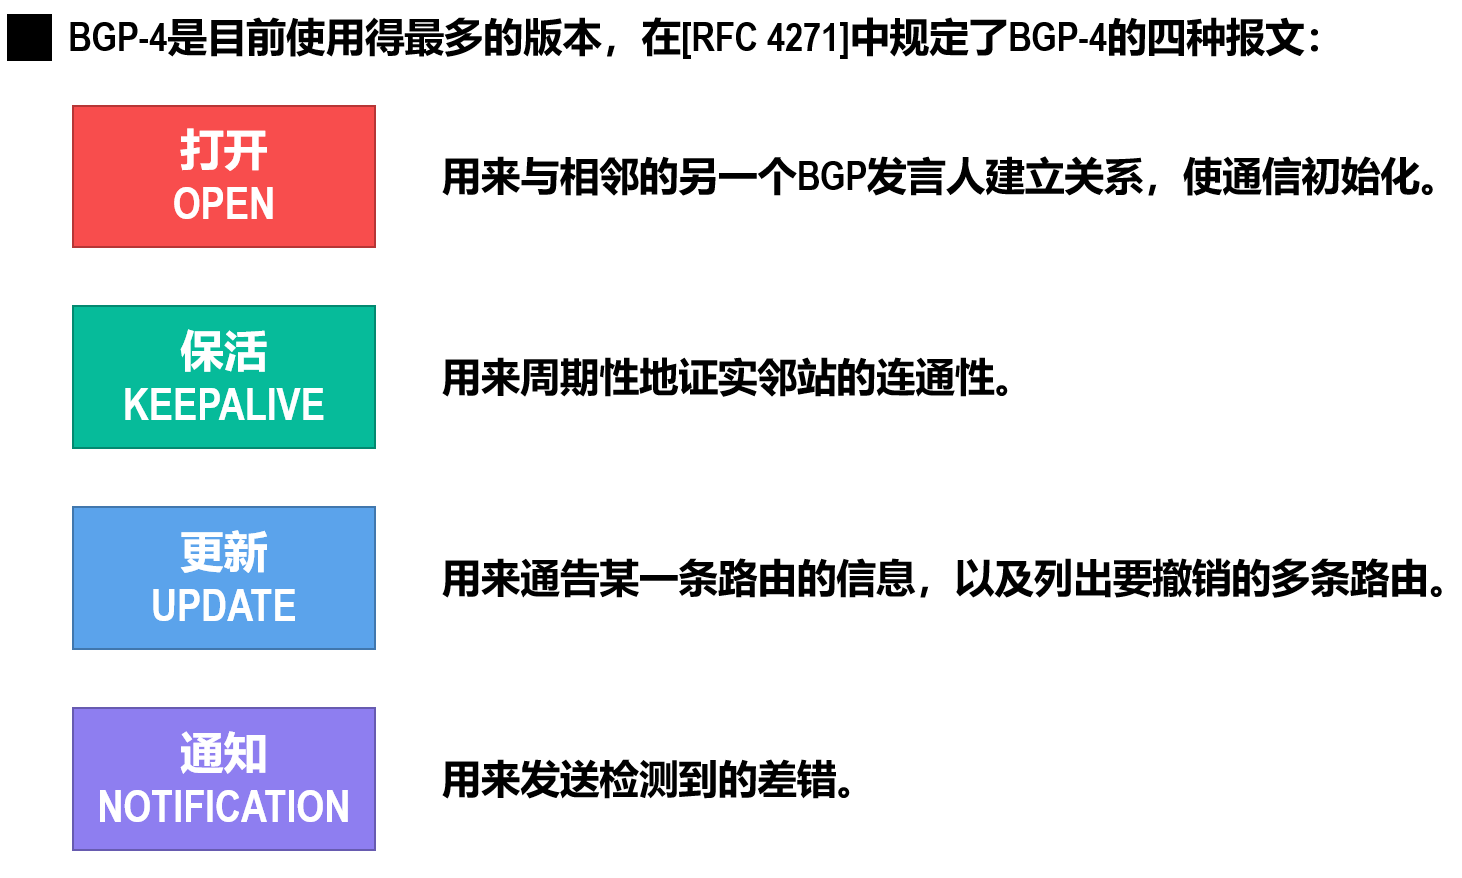 BGP-4是目前使用得最多的版本，在[RFC 4271]中规定了BGP-4的四种报文：
打开
OPEN
用来与相邻的另一个BGP发言人建立关系，使通信初始化。
保活
KEEPALIVE
用来周期性地证实邻站的连通性。
更新
UPDATE
用来通告某一条路由的信息，以及列出要撤销的多条路由。
通知
NOTIFICATION
用来发送检测到的差错。